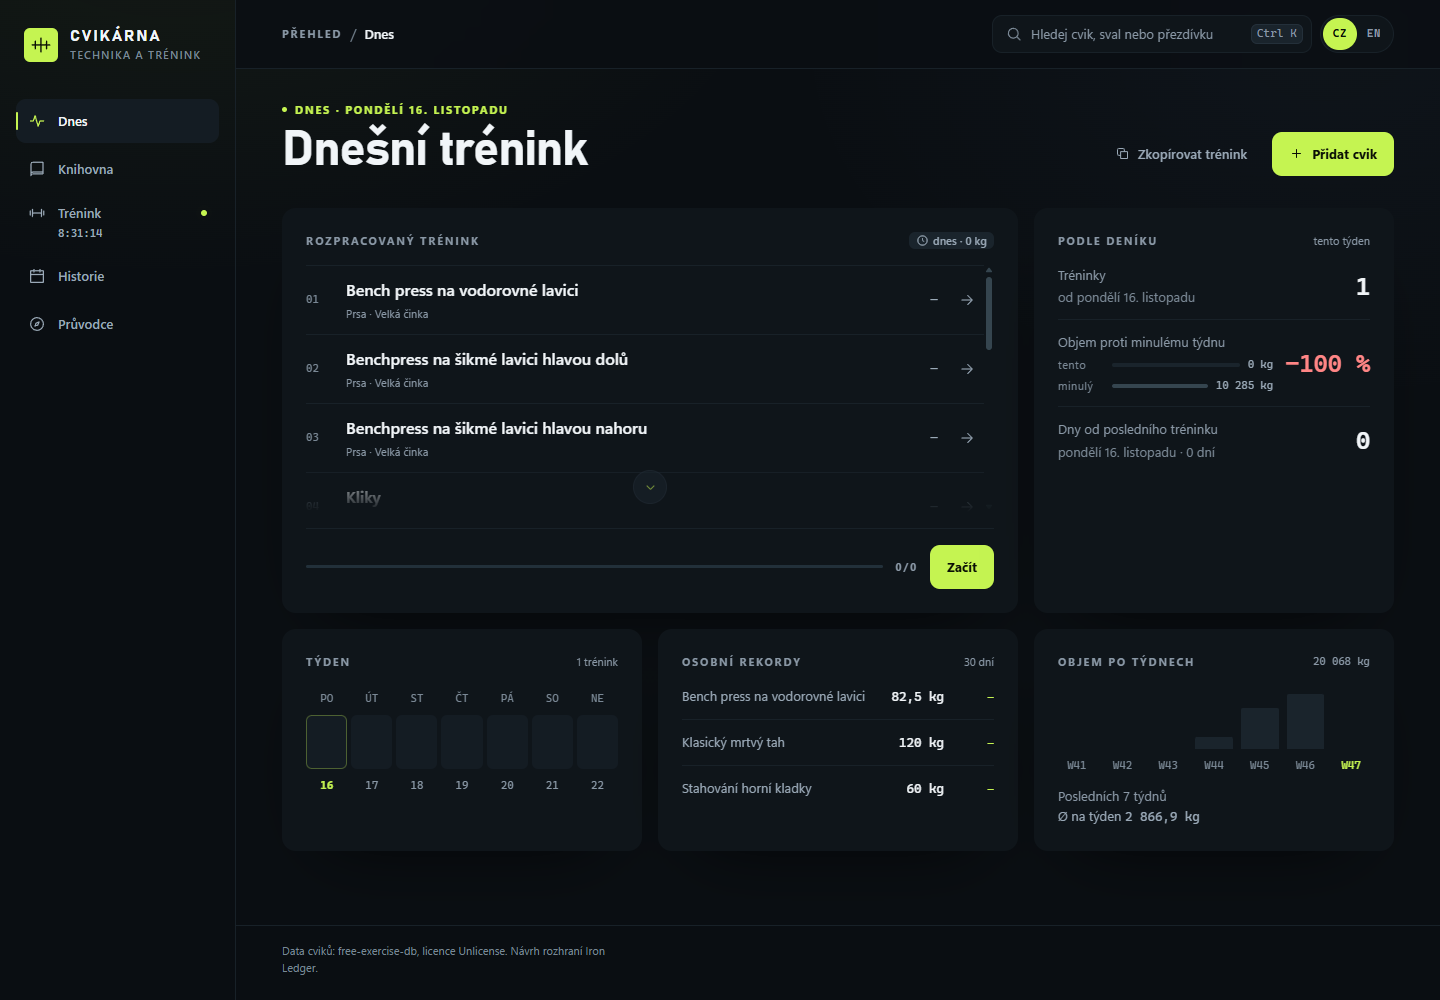 CVIKÁRNA
TECHNIKA A TRÉNINK
Dnes
Knihovna
Trénink
8:31:14
Historie
Průvodce
PŘEHLED / Dnes
Hledej cvik, sval nebo přezdívku
Ctrl K
CZ
EN
DNES · PONDĚLÍ 16. LISTOPADU
Dnešní trénink
Zkopírovat trénink
+ Přidat cvik
ROZPRACOVANÝ TRÉNINK
dnes · 0 kg
01
Bench press na vodorovné lavici
–
Prsa · Velká činka
02
Benchpress na šikmé lavici hlavou dolů
–
Prsa · Velká činka
03
Benchpress na šikmé lavici hlavou nahoru
–
Prsa · Velká činka
04
Kliky
–
0/0
Začít
PODLE DENÍKU
tento týden
Tréninky
od pondělí 16. listopadu
1
Objem proti minulému týdnu
tento
0 kg
minulý
10 285 kg
−100 %
Dny od posledního tréninku
pondělí 16. listopadu · 0 dní
0
TÝDEN
1 trénink
PO ÚT ST ČT PÁ SO NE
16 17 18 19 20 21 22
OSOBNÍ REKORDY
30 dní
Bench press na vodorovné lavici 82,5 kg –
Klasický mrtvý tah 120 kg –
Stahování horní kladky 60 kg –
OBJEM PO TÝDNECH
20 068 kg
W41 W42 W43 W44 W45 W46 W47
Posledních 7 týdnů
Ø na týden 2 866,9 kg
Data cviků: free-exercise-db, licence Unlicense. Návrh rozhraní Iron
Ledger.